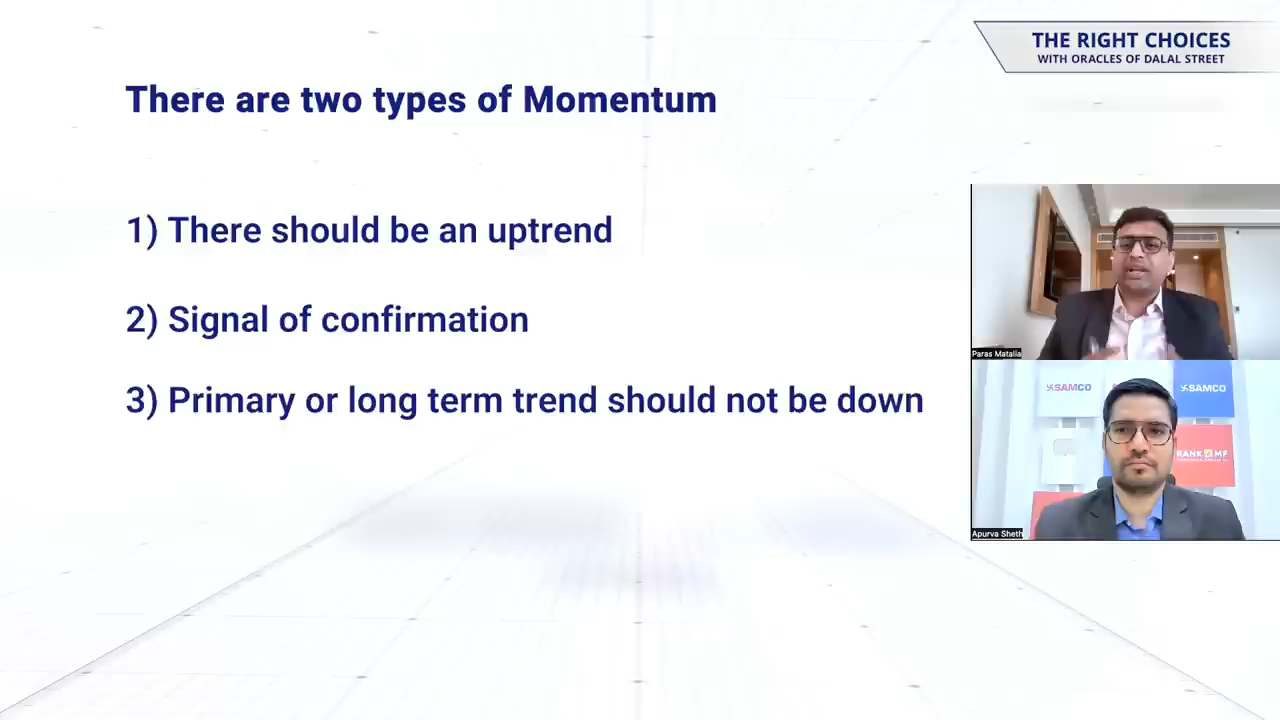 THE RIGHT CHOICES
WITH ORACLES OF DALAL STREET
There are two types of Momentum
1) There should be an uptrend
2) Signal of confirmation
3) Primary or long term trend should not be down
Paras Matalia
SAMCO
SAMCO
RANK MF
Apurva Sheth